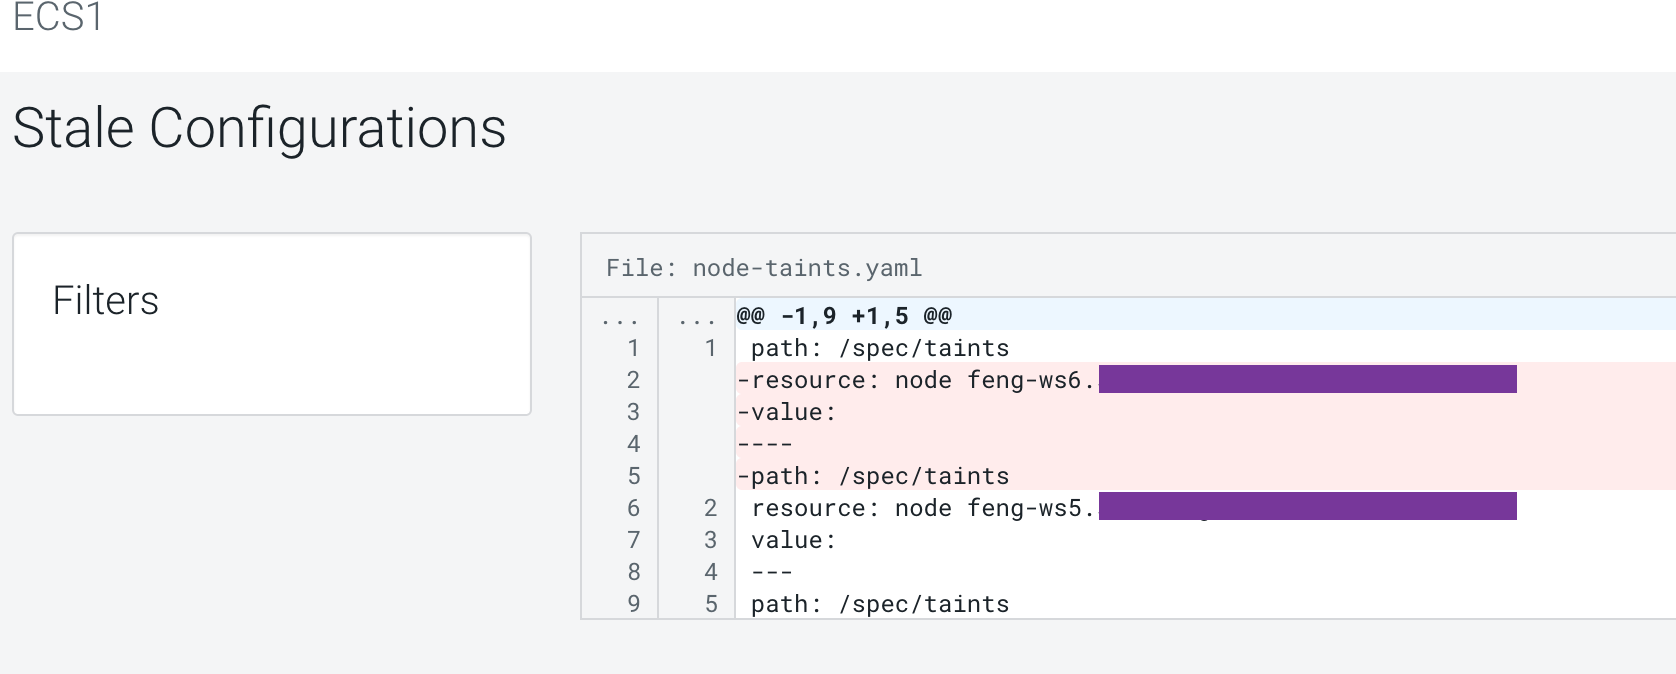 ECS1
Stale Configurations
Filters
File: node-taints.yaml
... ... @@ -1,9 +1,5 @@
1 1 path: /spec/taints
2 -resource: node feng-ws6.
3 -value:
4 ----
5 -path: /spec/taints
6 2 resource: node feng-ws5.
7 3 value:
8 4 ---
9 5 path: /spec/taints